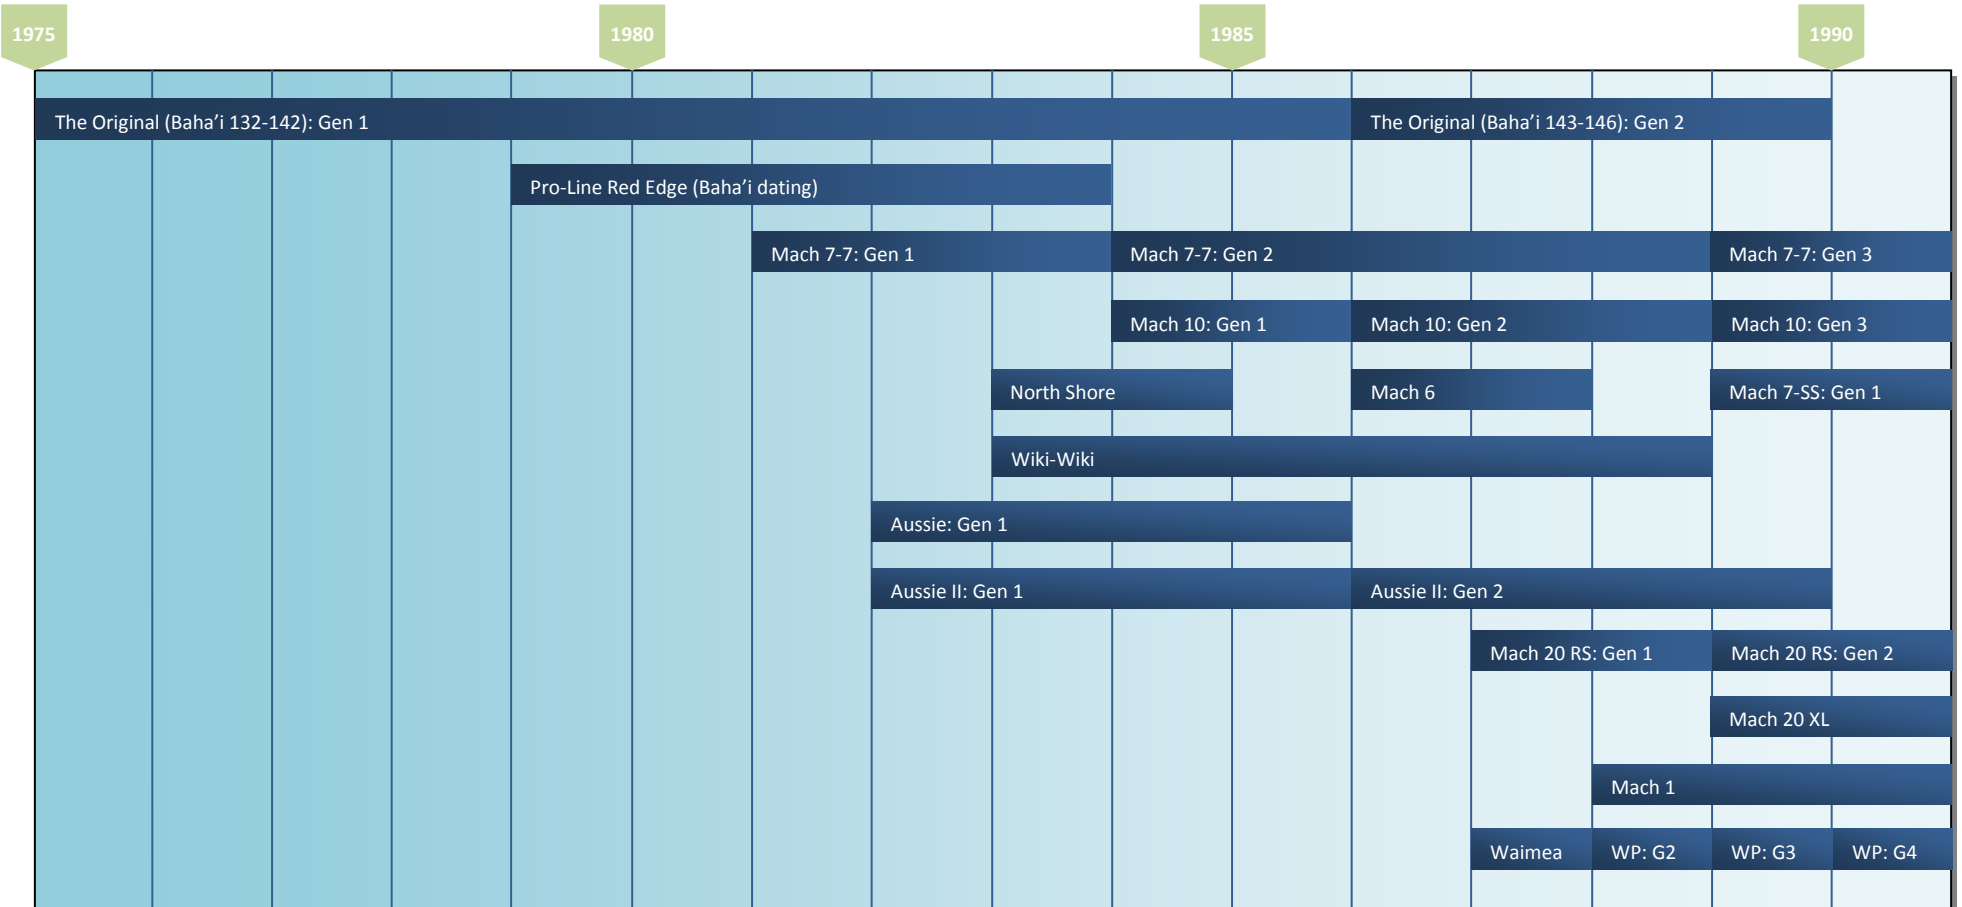 1975 1980 1985 1990
The Original (Baha’i 132-142): Gen 1 The Original (Baha’i 143-146): Gen 2
Pro-Line Red Edge (Baha’i dating)
Mach 7-7: Gen 1 Mach 7-7: Gen 2 Mach 7-7: Gen 3
Mach 10: Gen 1 Mach 10: Gen 2 Mach 10: Gen 3
North Shore Mach 6 Mach 7-SS: Gen 1
Wiki-Wiki
Aussie: Gen 1
Aussie II: Gen 1 Aussie II: Gen 2
Mach 20 RS: Gen 1 Mach 20 RS: Gen 2
Mach 20 XL
Mach 1
Waimea WP: G2 WP: G3 WP: G4